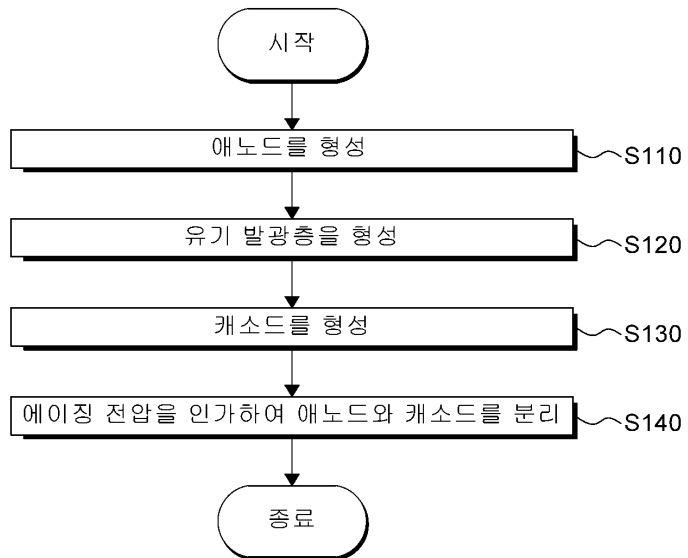 시작
애노드를 형성
S110
유기 발광층을 형성
S120
캐소드를 형성
S130
에이징 전압을 인가하여 애노드와 캐소드를 분리
S140
종료